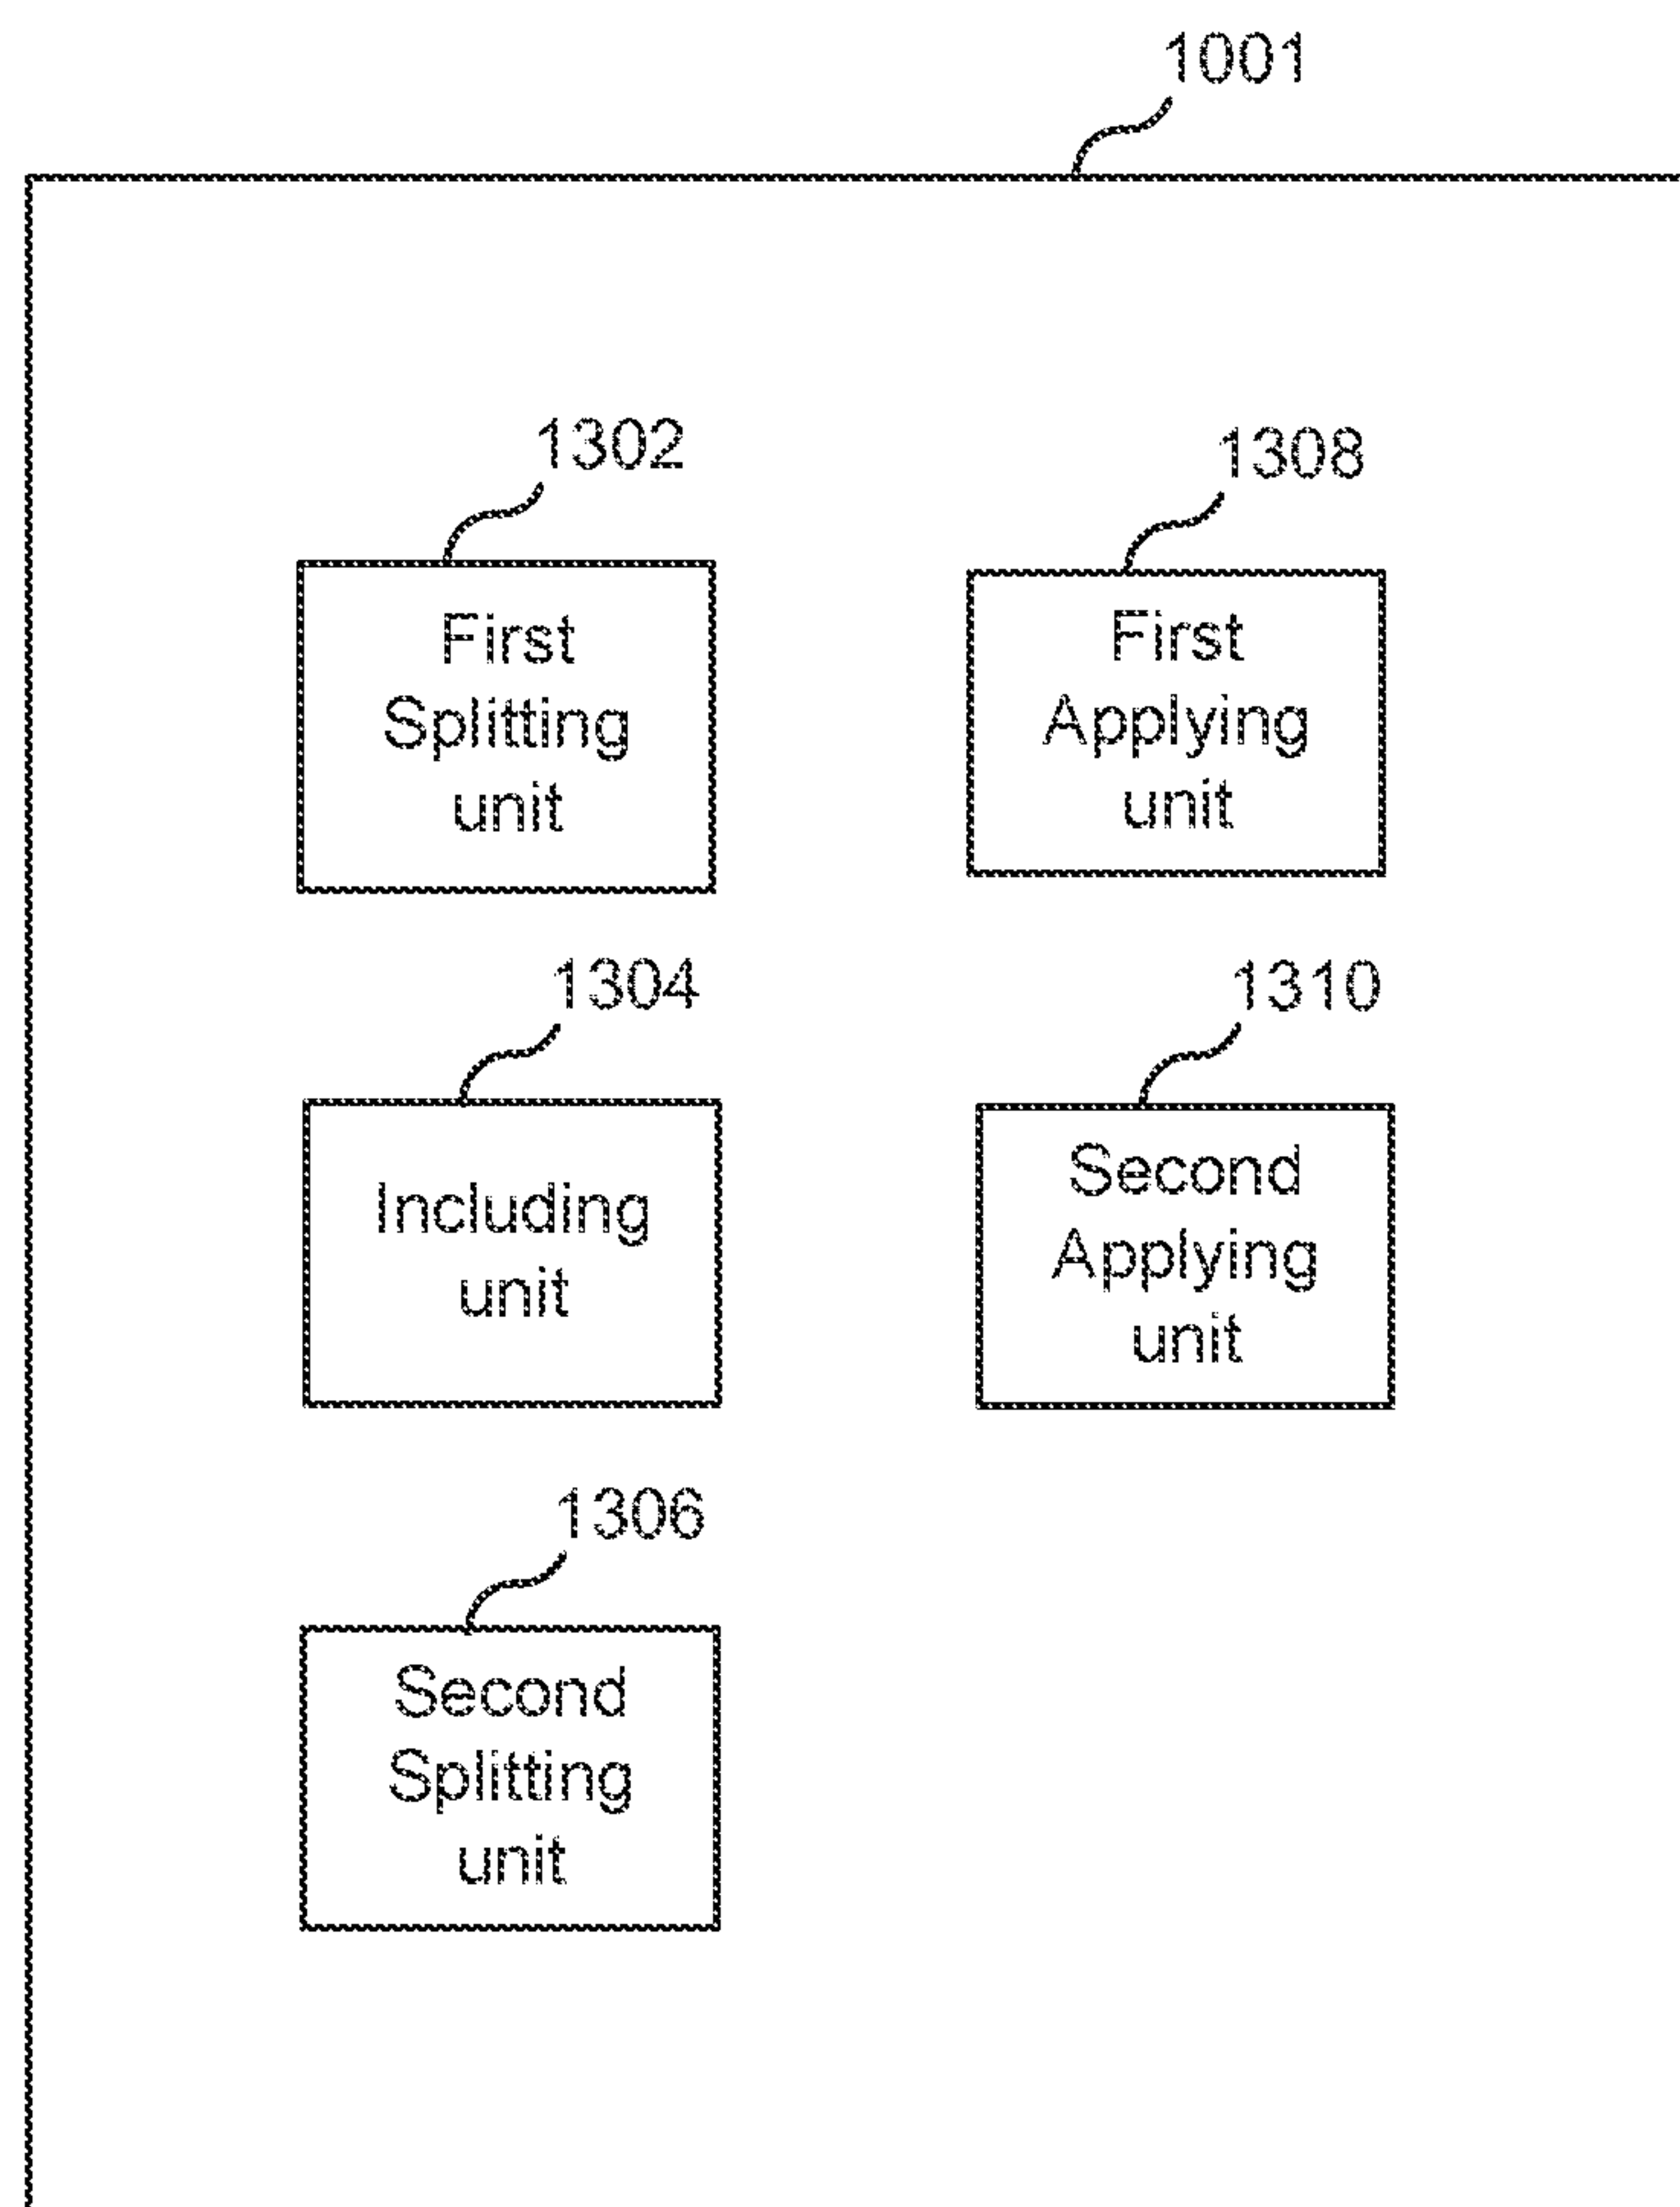 1001
1302
First
Splitting
unit
1308
First
Applying
unit
1304
Including
unit
1310
Second
Applying
unit
1306
Second
Splitting
unit